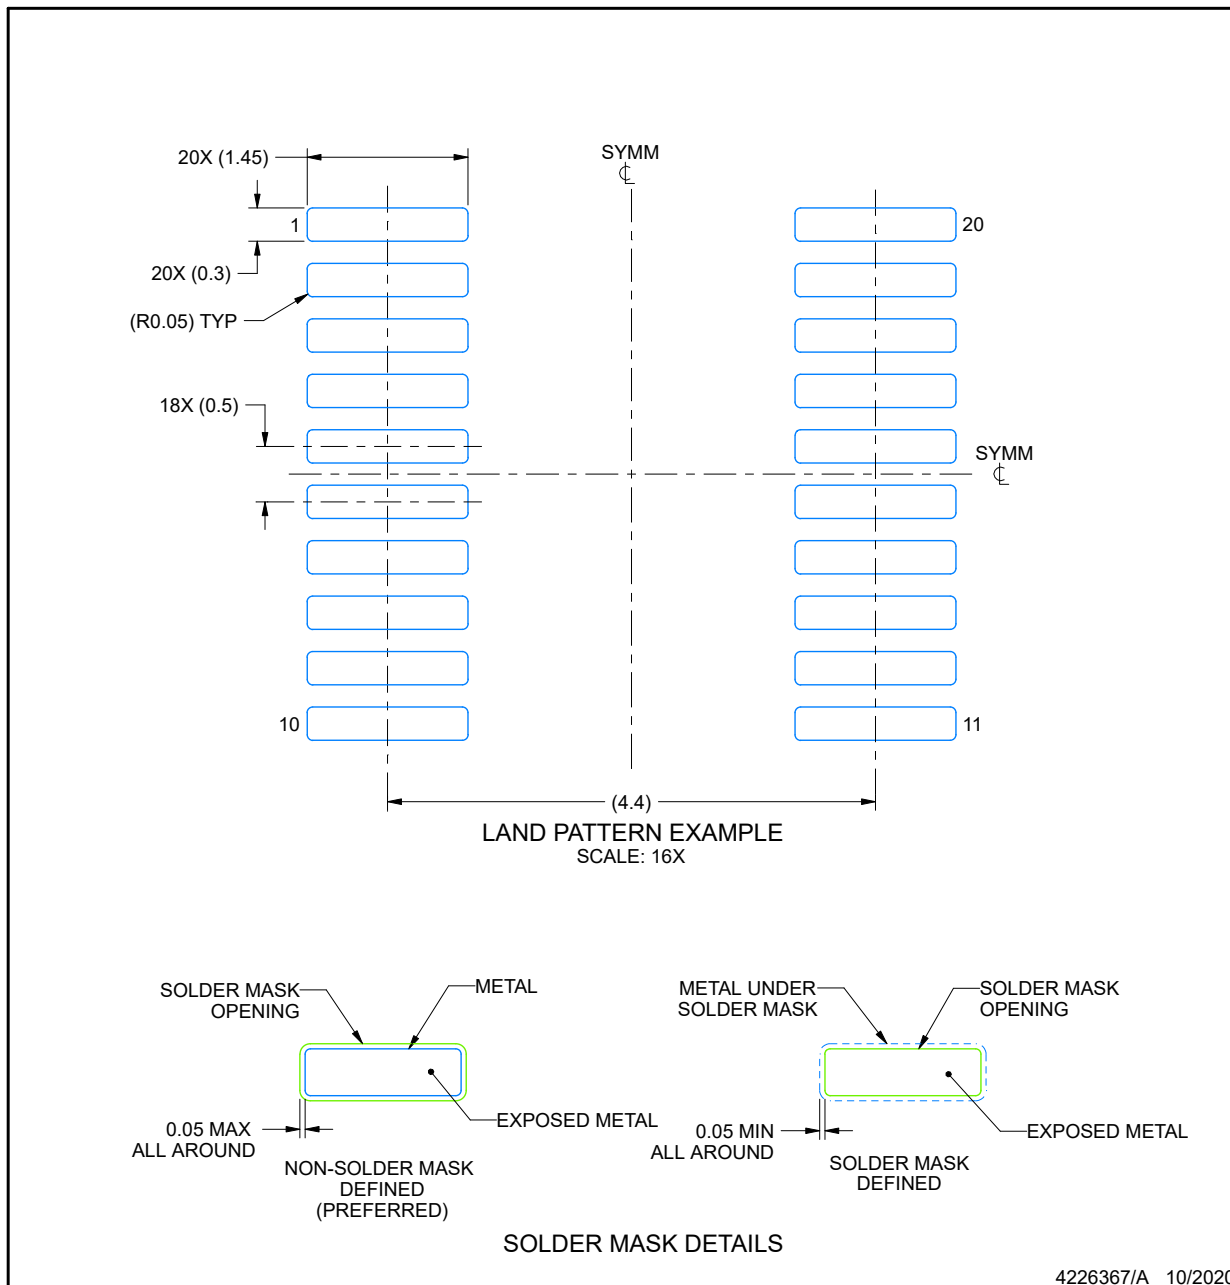 20X (1.45)
SYMM
℄
1
20
20X (0.3)
(R0.05) TYP
18X (0.5)
SYMM
℄
10
11
(4.4)
LAND PATTERN EXAMPLE
SCALE: 16X
SOLDER MASK
OPENING
METAL
EXPOSED METAL
0.05 MAX
ALL AROUND
NON-SOLDER MASK
DEFINED
(PREFERRED)
METAL UNDER
SOLDER MASK
SOLDER MASK
OPENING
EXPOSED METAL
0.05 MIN
ALL AROUND
SOLDER MASK
DEFINED
SOLDER MASK DETAILS
4226367/A 10/2020